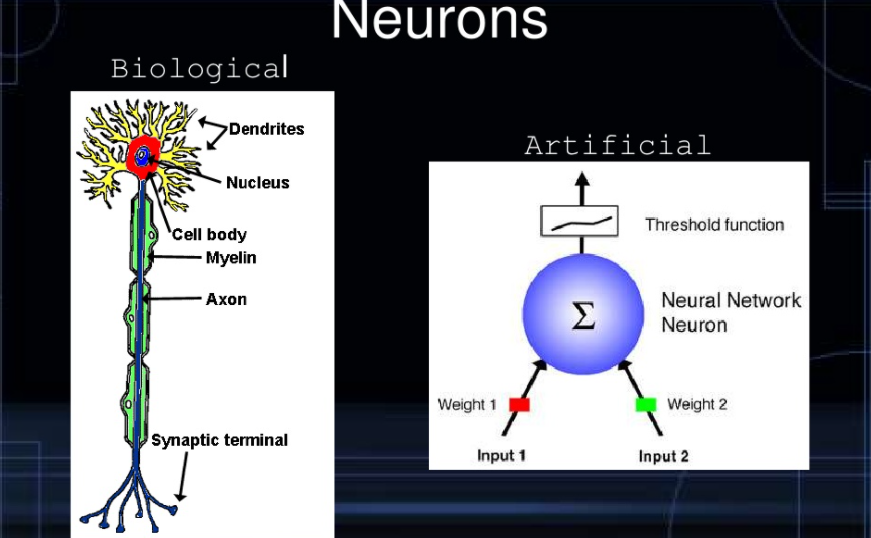 Neurons
Biological
Dendrites
Nucleus
Cell body
Myelin
Axon
Synaptic terminal
Artificial
Threshold function
Σ
Neural Network
Neuron
Weight 1
Weight 2
Input 1
Input 2